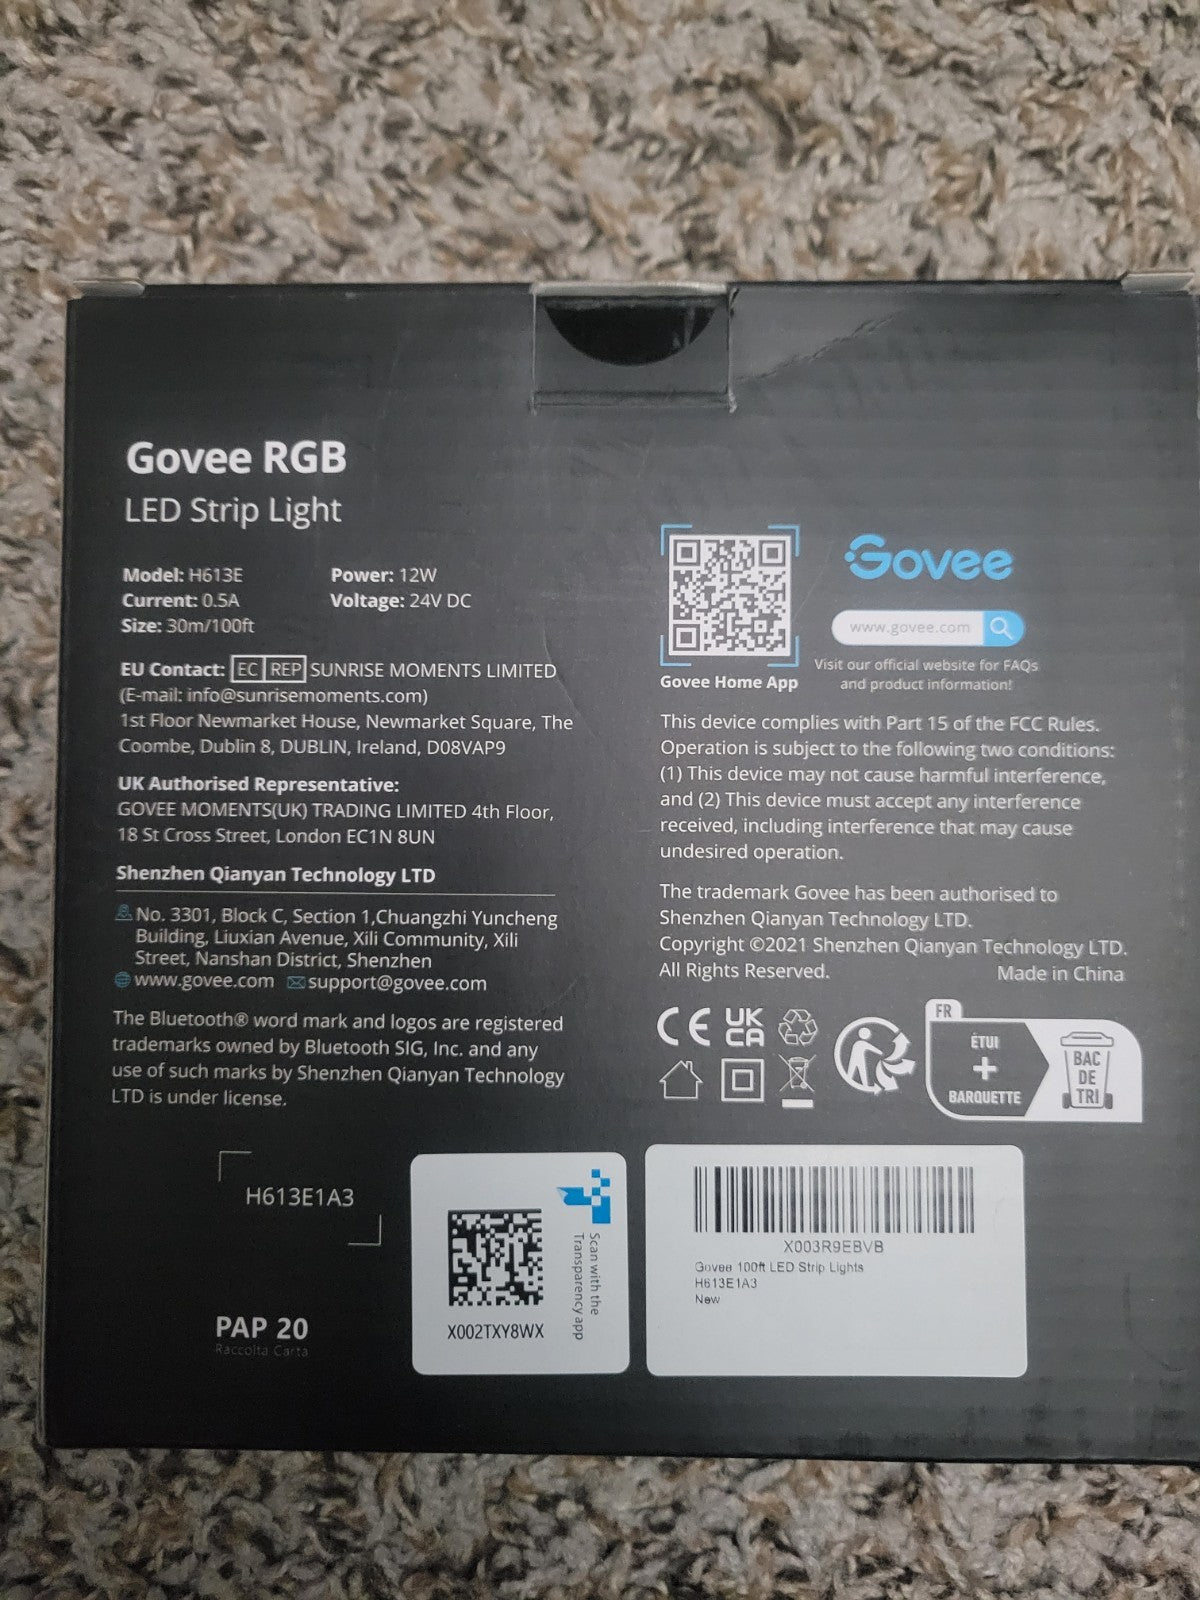 Govee RGB
LED Strip Light
Model: H613E
Power: 12W
Current: 0.5A
Voltage: 24V DC
Size: 30m/100ft
EU Contact: EC REP SUNRISE MOMENTS LIMITED
(E-mail: info@sunrisemoments.com)
1st Floor Newmarket House, Newmarket Square, The
Coombe, Dublin 8, DUBLIN, Ireland, D08VAP9
UK Authorised Representative:
GOVEE MOMENTS(UK) TRADING LIMITED 4th Floor,
18 St Cross Street, London EC1N 8UN
Shenzhen Qianyan Technology LTD
No. 3301, Block C, Section 1,Chuangzhi Yuncheng
Building, Liuxian Avenue, Xili Community, Xili
Street, Nanshan District, Shenzhen
www.govee.com support@govee.com
The Bluetooth® word mark and logos are registered
trademarks owned by Bluetooth SIG, Inc. and any
use of such marks by Shenzhen Qianyan Technology
LTD is under license.
Govee
www.govee.com
Govee Home App
Visit our official website for FAQs
and product information!
This device complies with Part 15 of the FCC Rules.
Operation is subject to the following two conditions:
(1) This device may not cause harmful interference,
and (2) This device must accept any interference
received, including interference that may cause
undesired operation.
The trademark Govee has been authorised to
Shenzhen Qianyan Technology LTD.
Copyright ©2021 Shenzhen Qianyan Technology LTD.
All Rights Reserved.
Made in China
CE
UK
CA
FR
ÉTUI
+
BARQUETTE
BAC
DE
TRI
H613E1A3
PAP 20
Raccolta Carta
X002TXY8WX
Scan with the
Transparency app
X003R9EBVB
Govee 100ft LED Strip Lights
H613E1A3
New